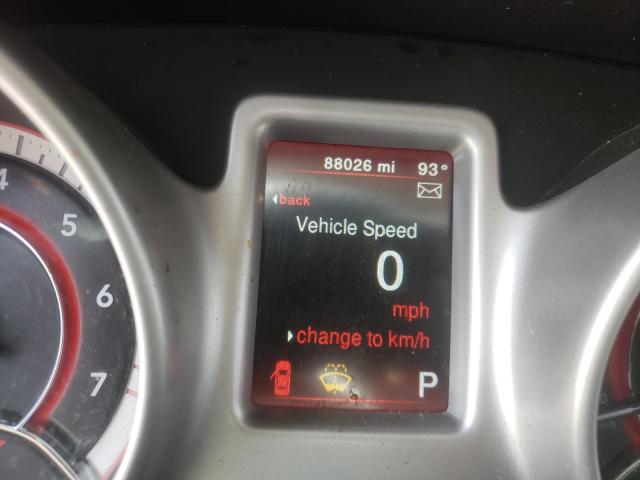 88026 mi 93°
back
Vehicle Speed
0
mph
change to km/h
P
4
5
6
7